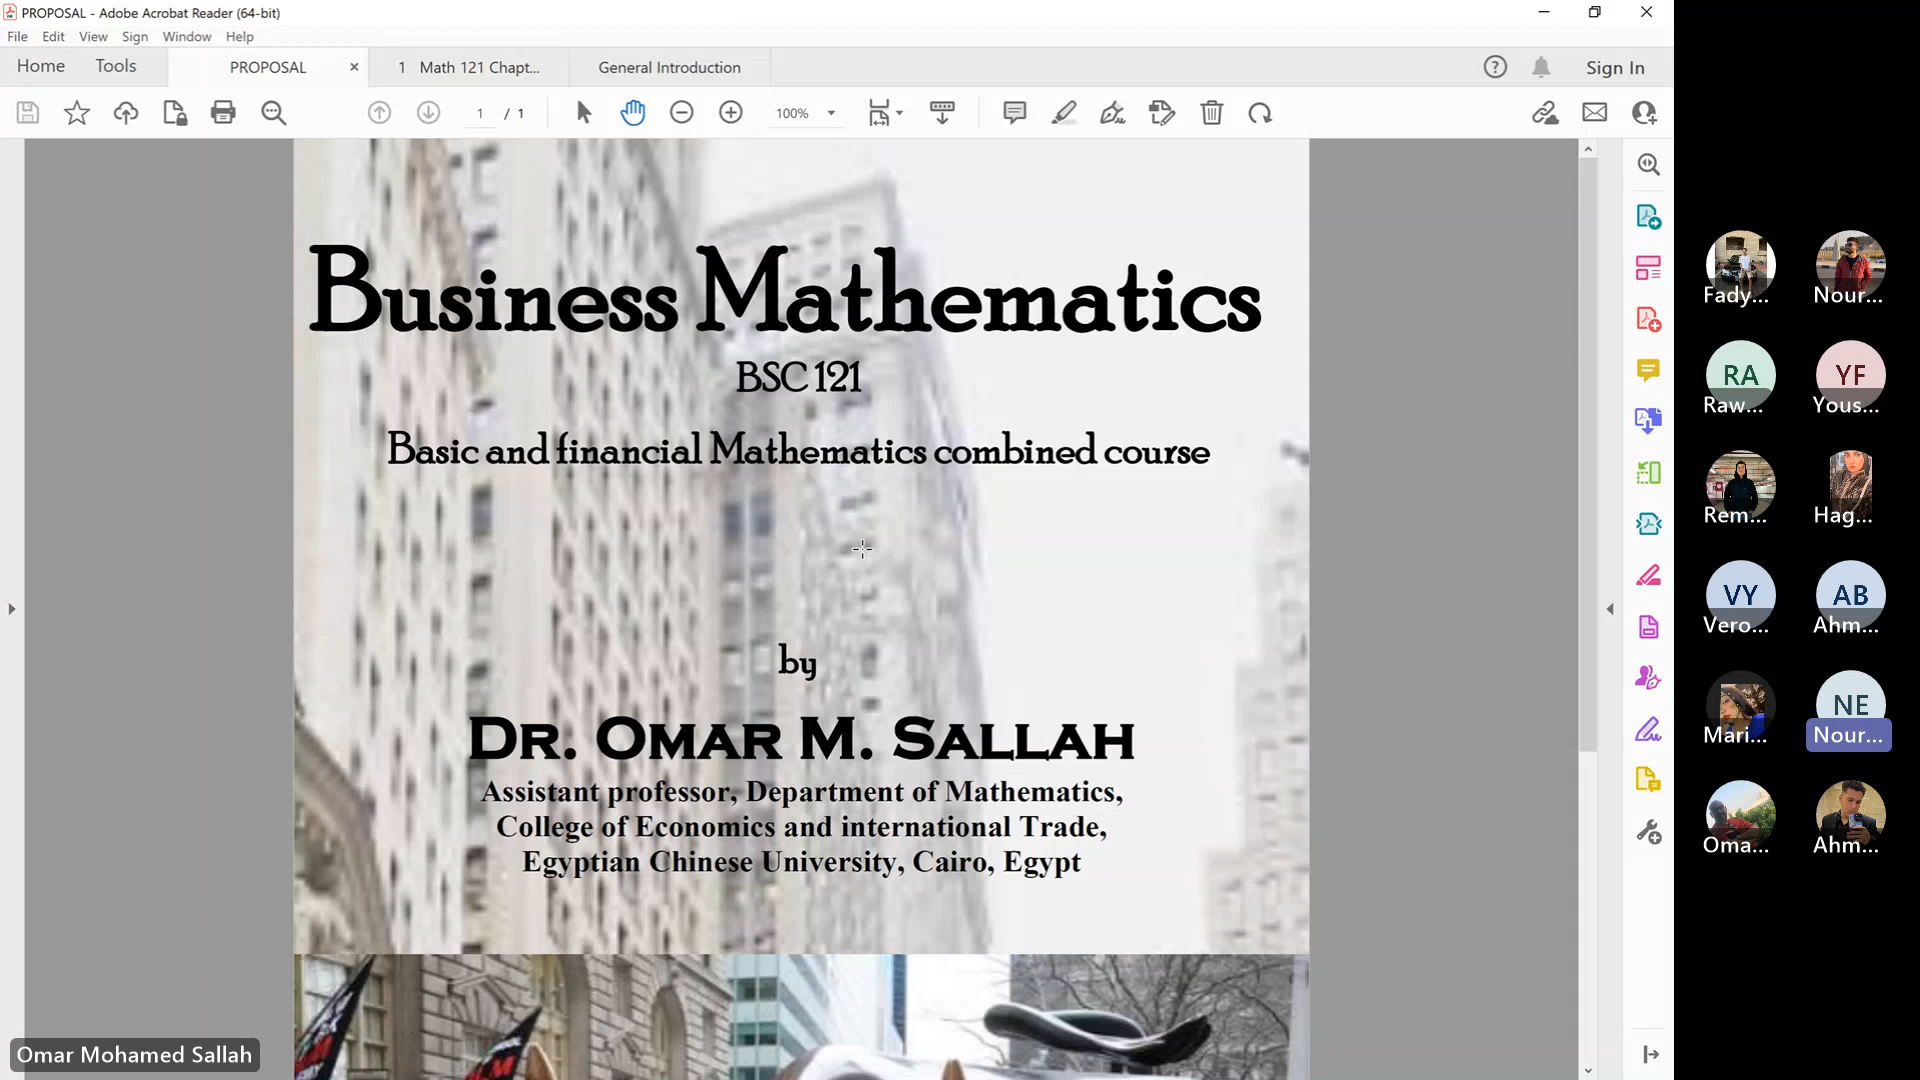 PROPOSAL - Adobe Acrobat Reader (64-bit)
File Edit View Sign Window Help
Home Tools PROPOSAL 1 Math 121 Chapt... General Introduction Sign In
1 / 1 100%
Business Mathematics
BSC 121
Basic and financial Mathematics combined course
by
DR. OMAR M. SALLAH
Assistant professor, Department of Mathematics,
College of Economics and international Trade,
Egyptian Chinese University, Cairo, Egypt
Omar Mohamed Sallah
Fady... Nour...
RA YF
Raw... Yous...
Rem... Hag...
VY AB
Vero... Ahm...
NE
Mari... Nour...
Oma... Ahm...